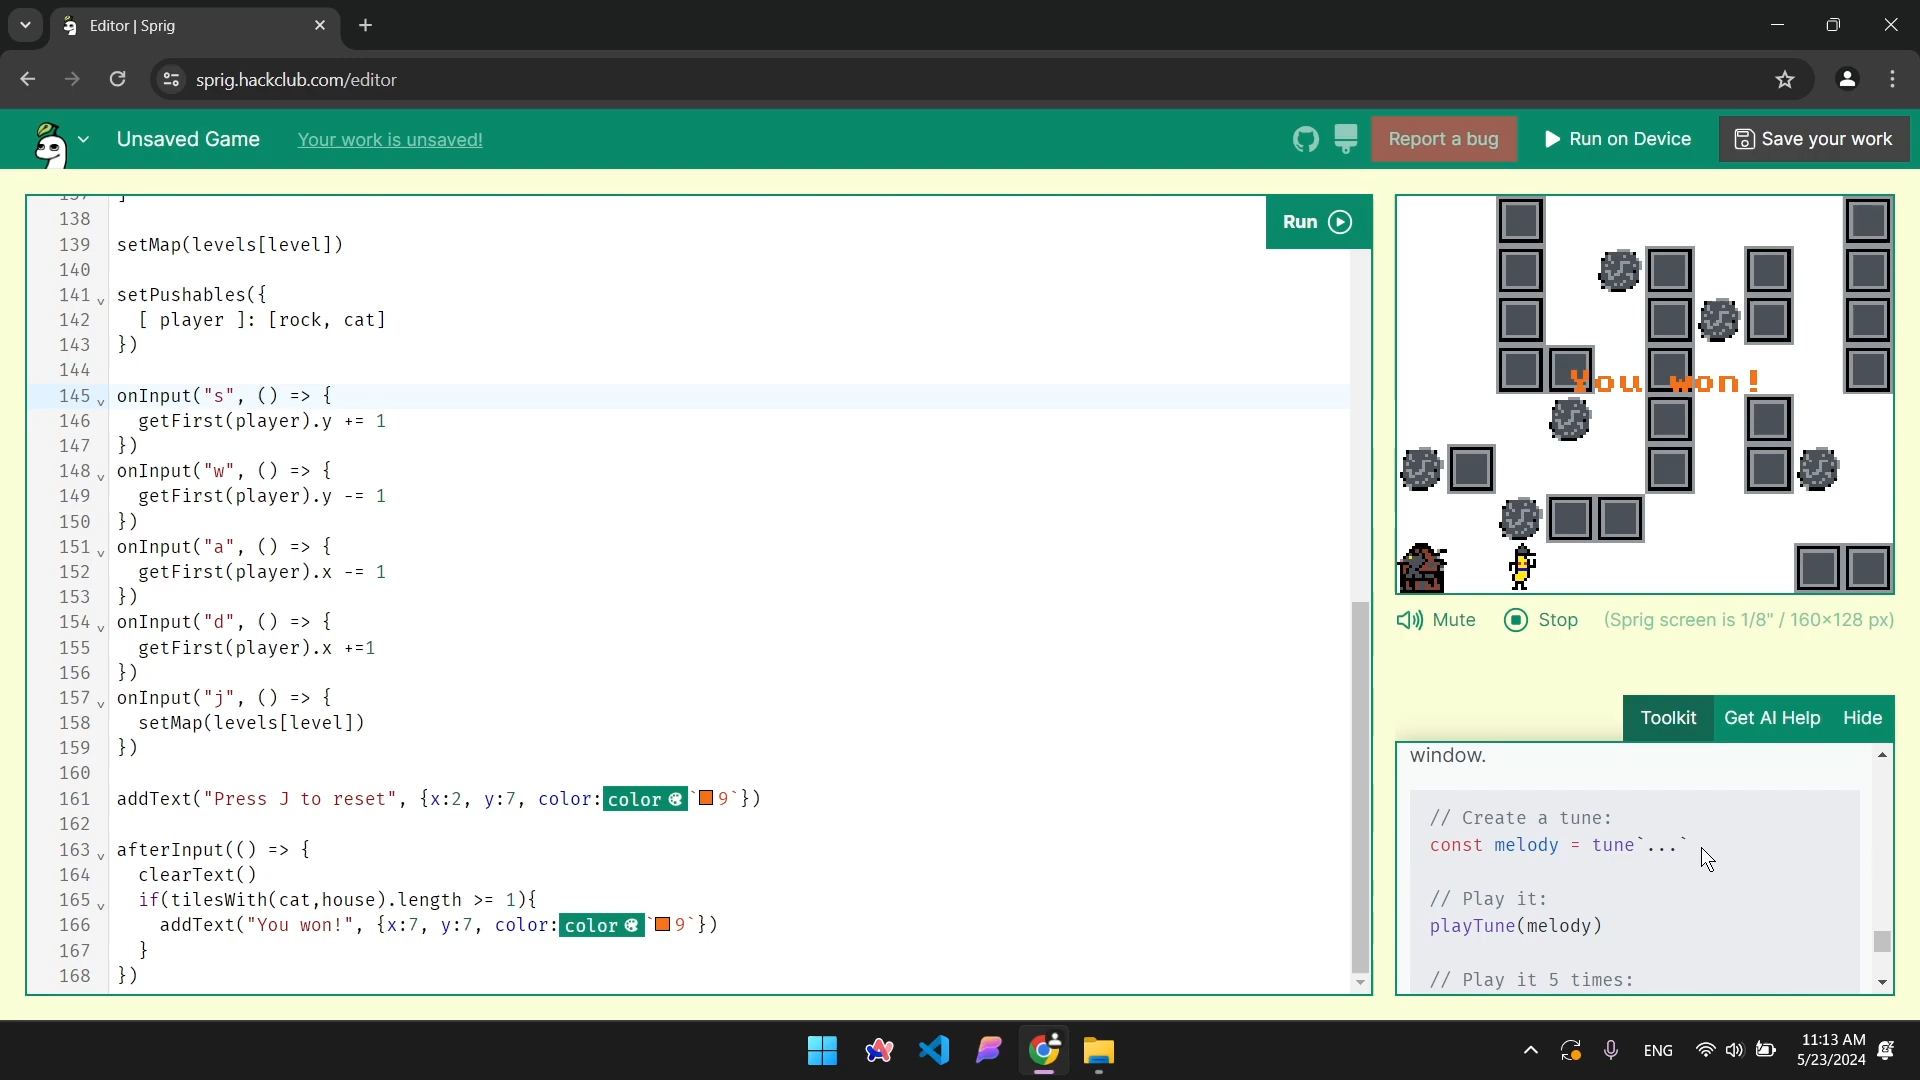 Editor | Sprig
sprig.hackclub.com/editor
Unsaved Game
Your work is unsaved!
Report a bug
Run on Device
Save your work
Run
138
139 setMap(levels[level])
140
141 setPushables({
142 [ player ]: [rock, cat]
143 })
144
145 onInput("s", () => {
146 getFirst(player).y += 1
147 })
148 onInput("w", () => {
149 getFirst(player).y -= 1
150 })
151 onInput("a", () => {
152 getFirst(player).x -= 1
153 })
154 onInput("d", () => {
155 getFirst(player).x +=1
156 })
157 onInput("j", () => {
158 setMap(levels[level])
159 })
160
161 addText("Press J to reset", {x:2, y:7, color:color`9`})
162
163 afterInput(() => {
164 clearText()
165 if(tilesWith(cat,house).length >= 1){
166 addText("You won!", {x:7, y:7, color:color`9`})
167 }
168 })
You won!
Mute
Stop
(Sprig screen is 1/8" / 160×128 px)
Toolkit
Get AI Help
Hide
window.
// Create a tune:
const melody = tune`...`
// Play it:
playTune(melody)
// Play it 5 times:
ENG
11:13 AM
5/23/2024